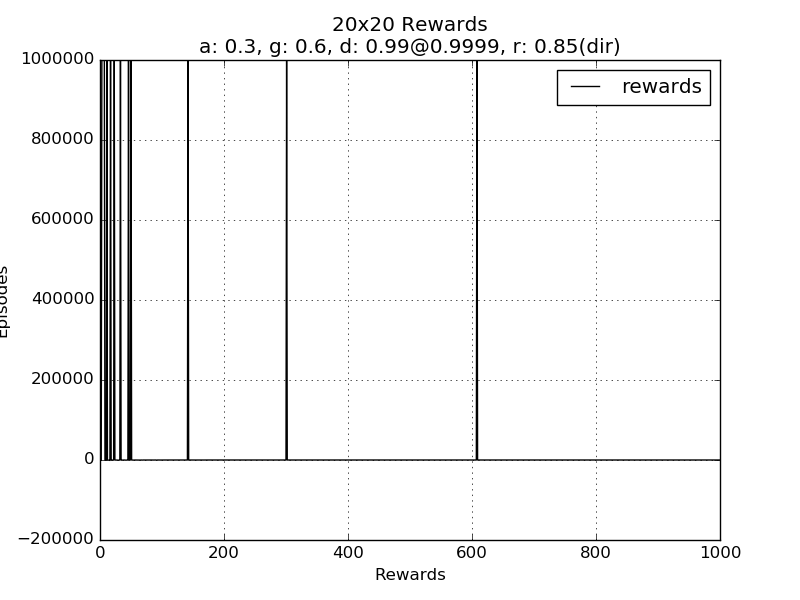 20x20 Rewards
a: 0.3, g: 0.6, d: 0.99@0.9999, r: 0.85(dir)
1000000
800000
600000
400000
200000
0
−200000
Episodes
rewards
0 200 400 600 800 1000
Rewards